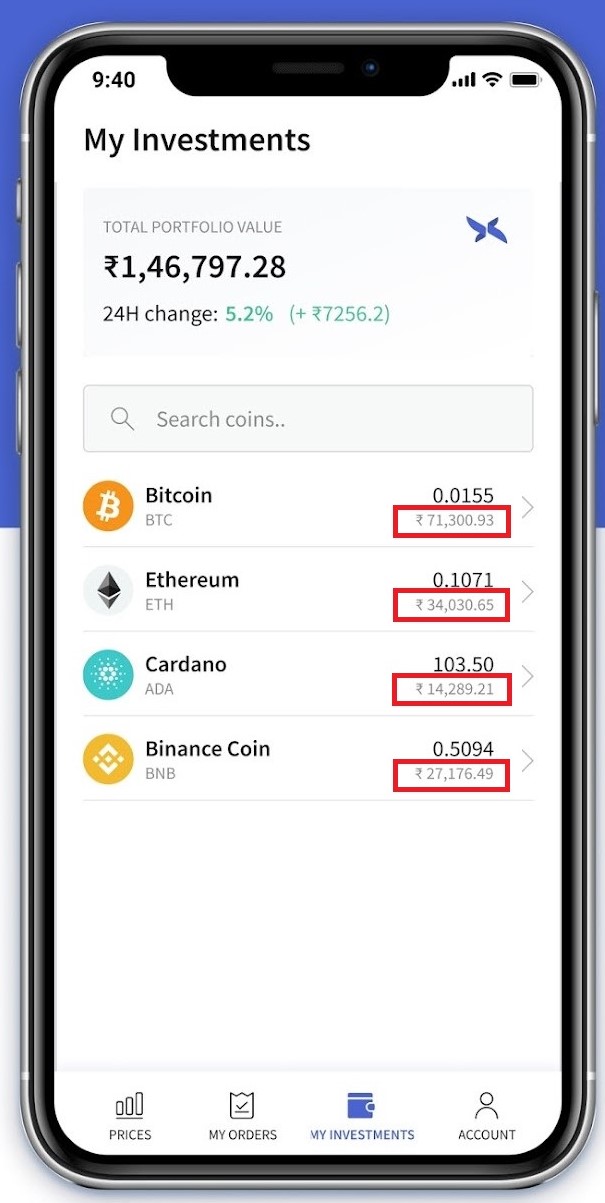 9:40
My Investments
TOTAL PORTFOLIO VALUE
₹1,46,797.28
24H change: 5.2% (+ ₹7256.2)
Search coins..
Bitcoin 0.0155
BTC ₹ 71,300.93
Ethereum 0.1071
ETH ₹ 34,030.65
Cardano 103.50
ADA ₹ 14,289.21
Binance Coin 0.5094
BNB ₹ 27,176.49
PRICES MY ORDERS MY INVESTMENTS ACCOUNT